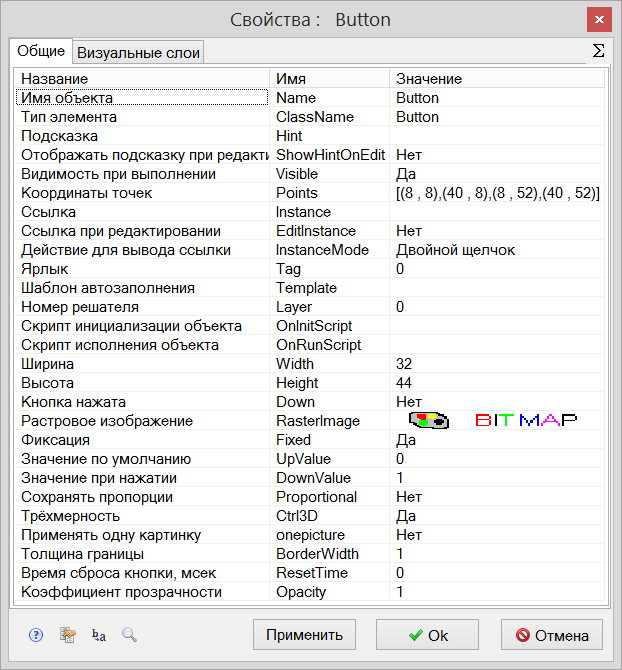 Свойства : Button
Общие Визуальные слои Σ
Название Имя Значение
Имя объекта Name Button
Тип элемента ClassName Button
Подсказка Hint
Отображать подсказку при редакти ShowHintOnEdit Нет
Видимость при выполнении Visible Да
Координаты точек Points [(8 , 8),(40 , 8),(8 , 52),(40 , 52)]
Ссылка Instance
Ссылка при редактировании EditInstance Нет
Действие для вывода ссылки InstanceMode Двойной щелчок
Ярлык Tag 0
Шаблон автозаполнения Template
Номер решателя Layer 0
Скрипт инициализации объекта OnInitScript
Скрипт исполнения объекта OnRunScript
Ширина Width 32
Высота Height 44
Кнопка нажата Down Нет
Растровое изображение RasterImage BITMAP
Фиксация Fixed Да
Значение по умолчанию UpValue 0
Значение при нажатии DownValue 1
Сохранять пропорции Proportional Нет
Трёхмерность Ctrl3D Да
Применять одну картинку onepicture Нет
Толщина границы BorderWidth 1
Время сброса кнопки, мсек ResetTime 0
Коэффициент прозрачности Opacity 1
? b a Применить Ok Отмена